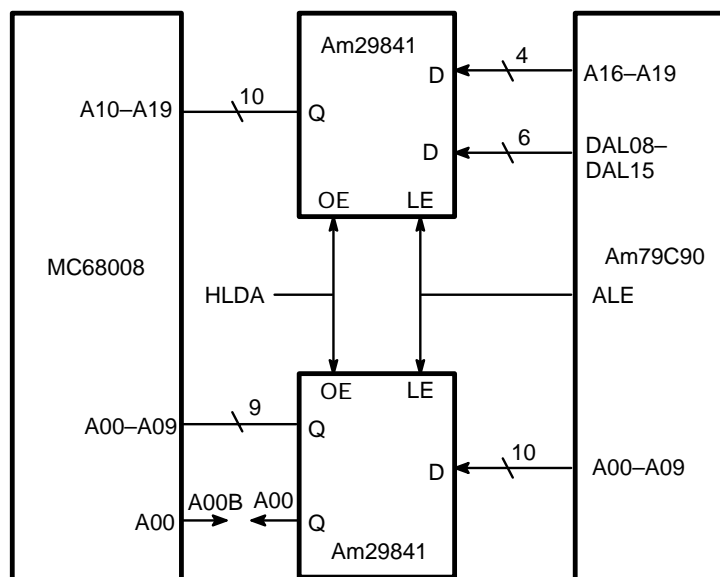 Am29841
4
D
A16–A19
A10–A19
10
Q
6
D
DAL08–
DAL15
OE
LE
MC68008
Am79C90
HLDA
ALE
OE
LE
A00–A09
9
Q
10
D
A00–A09
A00B
A00
A00
Q
Am29841